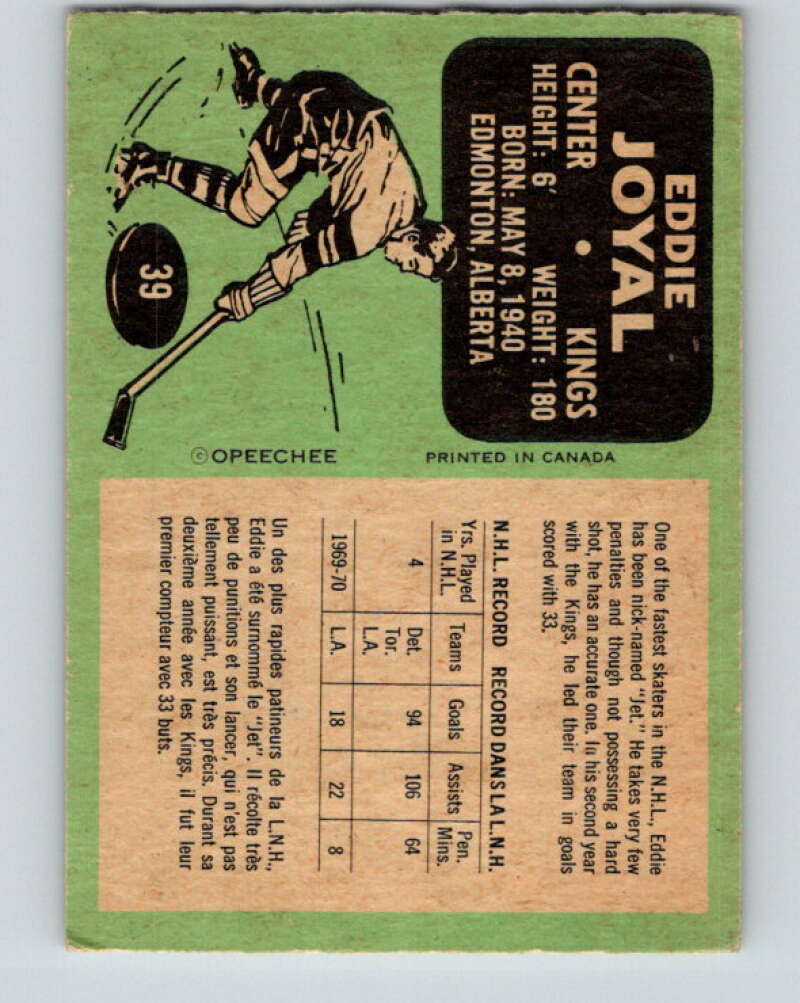 39
EDDIE
JOYAL
CENTER • KINGS
HEIGHT: 6' WEIGHT: 180
BORN: MAY 8, 1940
EDMONTON, ALBERTA
©OPEECHEE
PRINTED IN CANADA
One of the fastest skaters in the N.H.L., Eddie
has been nick-named "Jet." He takes very few
penalties and though not possessing a hard
shot, he has an accurate one. In his second year
with the Kings, he led their team in goals
scored with 33.
N.H.L. RECORD RECORD DANS LA L.N.H.
Yrs. Played in N.H.L. Teams Goals Assists Pen. Mins.
4 Det. Tor. L.A. 94 106 64
1969-70 L.A. 18 22 8
Un des plus rapides patineurs de la L.N.H.,
Eddie a été surnommé le "Jet". Il récolte très
peu de punitions et son lancer, qui n'est pas
tellement puissant, est très précis. Durant sa
deuxième année avec les Kings, il fut leur
premier compteur avec 33 buts.